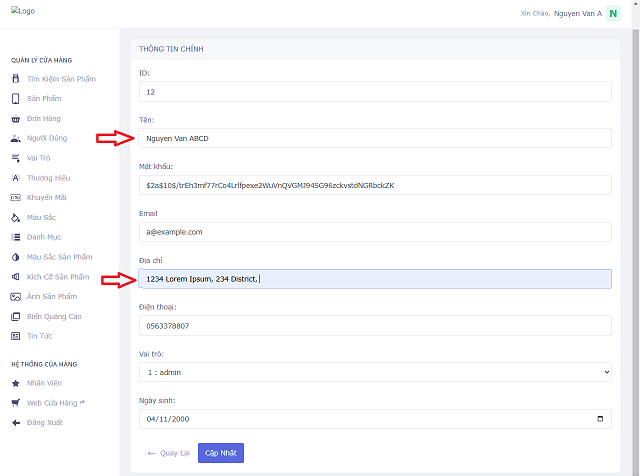 Logo
Xin Chào, Nguyen Van A N
QUẢN LÝ CỬA HÀNG
Tìm Kiếm Sản Phẩm
Sản Phẩm
Đơn Hàng
Người Dùng
Vai Trò
Thương Hiệu
Khuyến Mãi
Màu Sắc
Danh Mục
Màu Sắc Sản Phẩm
Kích Cỡ Sản Phẩm
Ảnh Sản Phẩm
Biển Quảng Cáo
Tin Tức
HỆ THỐNG CỦA HÀNG
Nhân Viên
Web Cửa Hàng
Đăng Xuất
THÔNG TIN CHÍNH
ID:
12
Tên:
Nguyen Van ABCD
Mật khẩu:
$2a$10$/trEh3mf77rCo4Lrlfpexe2WuVnQVGMJ94SG96zckvstdNGRbckZK
Email
a@example.com
Địa chỉ
1234 Lorem Ipsum, 234 District,
Điện thoại:
0563378807
Vai trò:
1 : admin
Ngày sinh:
04/11/2000
Quay Lại
Cập Nhật